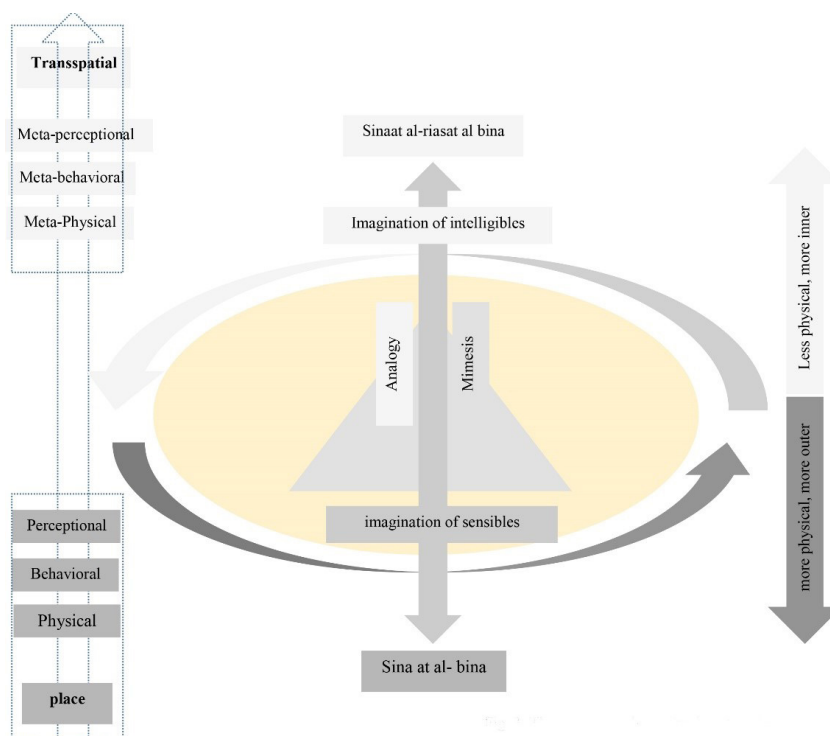 Transspatial
Meta-perceptional
Meta-behavioral
Meta-Physical
Perceptional
Behavioral
Physical
place
Sinaat al-riasat al bina
Imagination of intclligibles
Analogy
Mimesis
imagination of sensibles
Sina at al- bina
Less physical, more inner
more physical, more outer